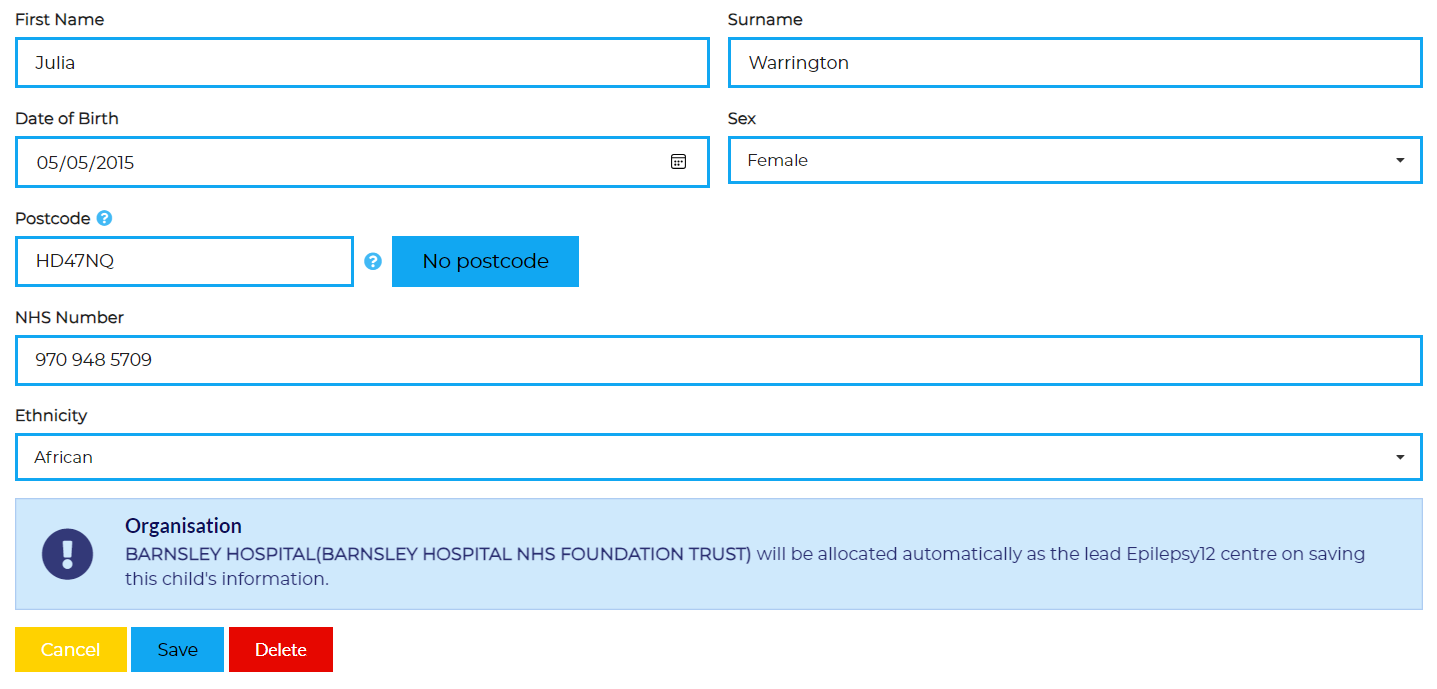 First Name
Surname
Julia
Warrington
Date of Birth
Sex
05/05/2015
Female
Postcode ?
HD47NQ
? No postcode
NHS Number
970 948 5709
Ethnicity
African
Organisation
BARNSLEY HOSPITAL(BARNSLEY HOSPITAL NHS FOUNDATION TRUST) will be allocated automatically as the lead Epilepsy12 centre on saving
this child's information.
Cancel
Save
Delete